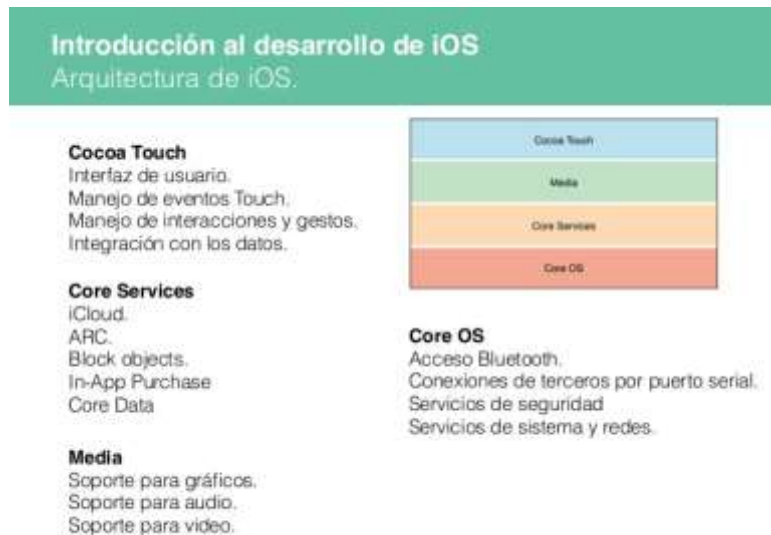 Introducción al desarrollo de iOS
Arquitectura de iOS.
Cocoa Touch
Interfaz de usuario.
Manejo de eventos Touch.
Manejo de interacciones y gestos.
Integración con los datos.
Core Services
iCloud.
ARC.
Block objects.
In-App Purchase
Core Data
Media
Soporte para gráficos.
Soporte para audio.
Soporte para video.
Cocoa Touch
Media
Core Services
Core OS
Core OS
Acceso Bluetooth.
Conexiones de terceros por puerto serial.
Servicios de seguridad
Servicios de sistema y redes.